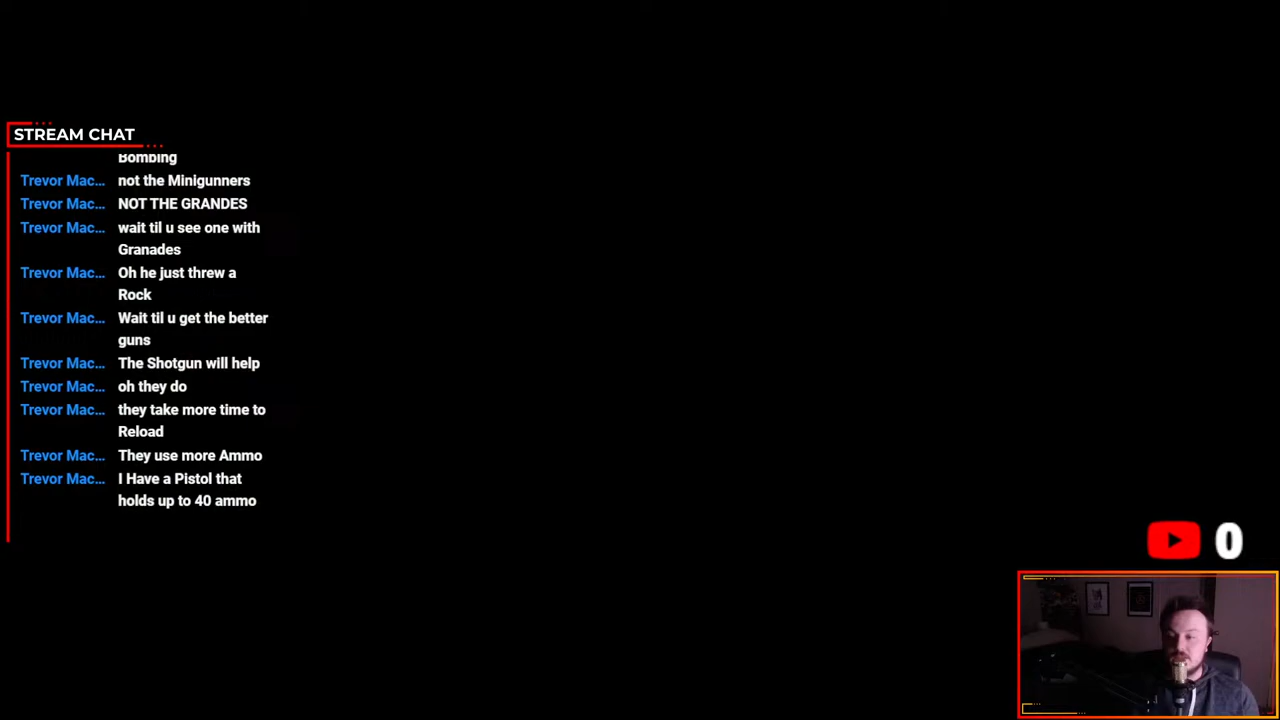 STREAM CHAT
Bombing
Trevor Mac... not the Minigunners
Trevor Mac... NOT THE GRANDES
Trevor Mac... wait til u see one with
Granades
Trevor Mac... Oh he just threw a
Rock
Trevor Mac... Wait til u get the better
guns
Trevor Mac... The Shotgun will help
Trevor Mac... oh they do
Trevor Mac... they take more time to
Reload
Trevor Mac... They use more Ammo
Trevor Mac... I Have a Pistol that
holds up to 40 ammo
0